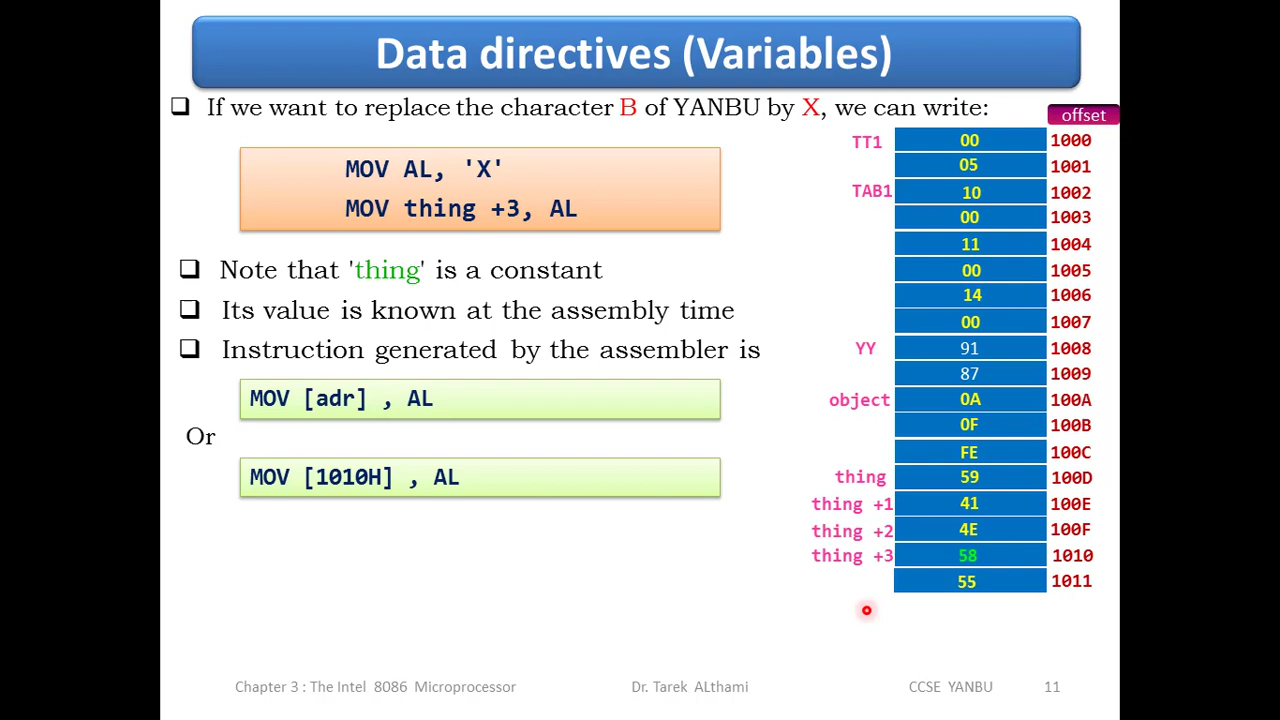 Data directives (Variables)
❑ If we want to replace the character B of YANBU by X, we can write:
MOV AL, 'X'
MOV thing +3, AL
❑ Note that 'thing' is a constant
❑ Its value is known at the assembly time
❑ Instruction generated by the assembler is
MOV [adr] , AL
Or
MOV [1010H] , AL
offset
TT1 00 1000
05 1001
TAB1 10 1002
00 1003
11 1004
00 1005
14 1006
00 1007
YY 91 1008
87 1009
object 0A 100A
0F 100B
FE 100C
thing 59 100D
thing +1 41 100E
thing +2 4E 100F
thing +3 58 1010
55 1011
Chapter 3 : The Intel 8086 Microprocessor Dr. Tarek ALthami CCSE YANBU 11